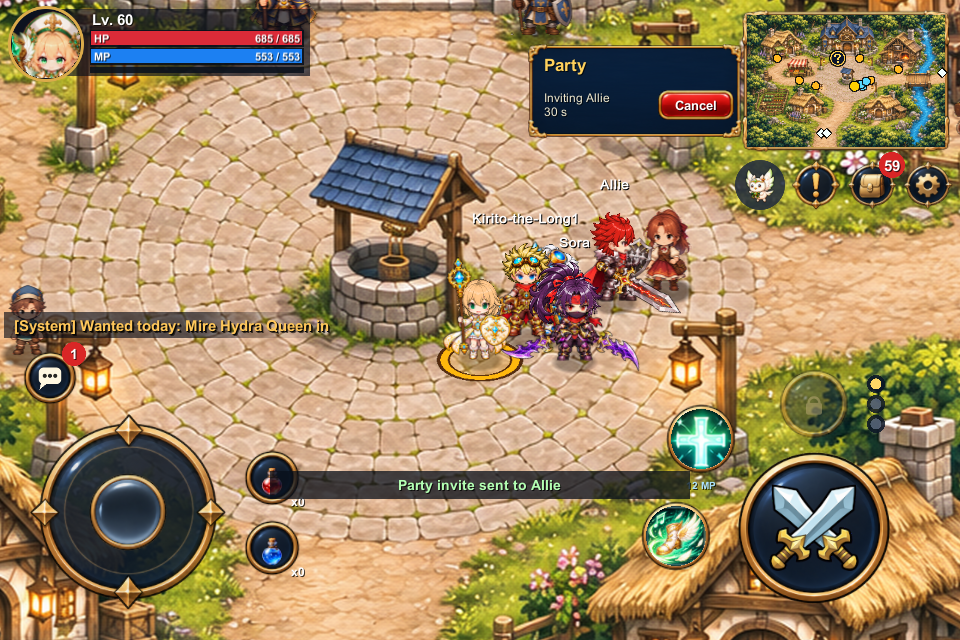 Lv. 60
HP 685 / 685
MP 553 / 553
Party
Inviting Allie
30 s
Cancel
?
59
Allie
Kirito-the-Long1
Sora
[System] Wanted today: Mire Hydra Queen in
1
x0
Party invite sent to Allie
2 MP
x0